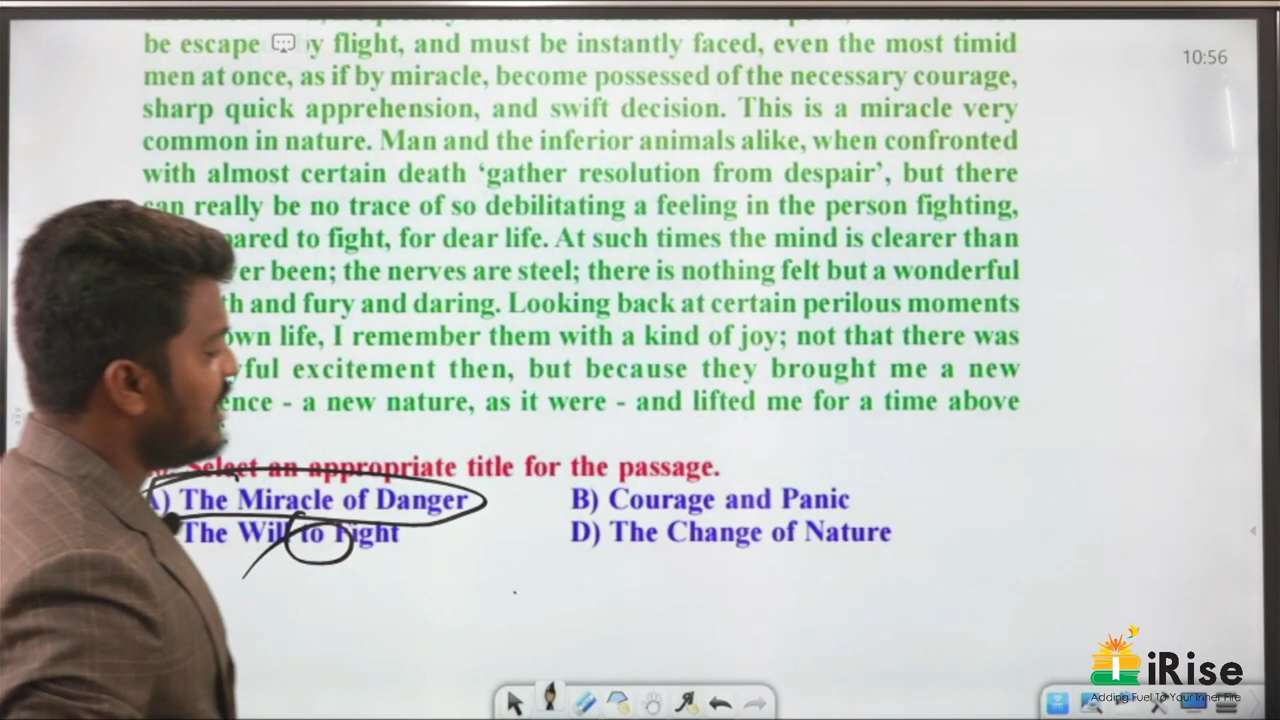 be escape y flight, and must be instantly faced, even the most timid
10:56
men at once, as if by miracle, become possessed of the necessary courage,
sharp quick apprehension, and swift decision. This is a miracle very
common in nature. Man and the inferior animals alike, when confronted
with almost certain death ‘gather resolution from despair’, but there
can really be no trace of so debilitating a feeling in the person fighting,
ared to fight, for dear life. At such times the mind is clearer than
er been; the nerves are steel; there is nothing felt but a wonderful
h and fury and daring. Looking back at certain perilous moments
own life, I remember them with a kind of joy; not that there was
yful excitement then, but because they brought me a new
ence - a new nature, as it were - and lifted me for a time above
Select an appropriate title for the passage.
A) The Miracle of Danger B) Courage and Panic
The Will to Fight D) The Change of Nature
iRise
Adding Fuel To Your Inner Fire